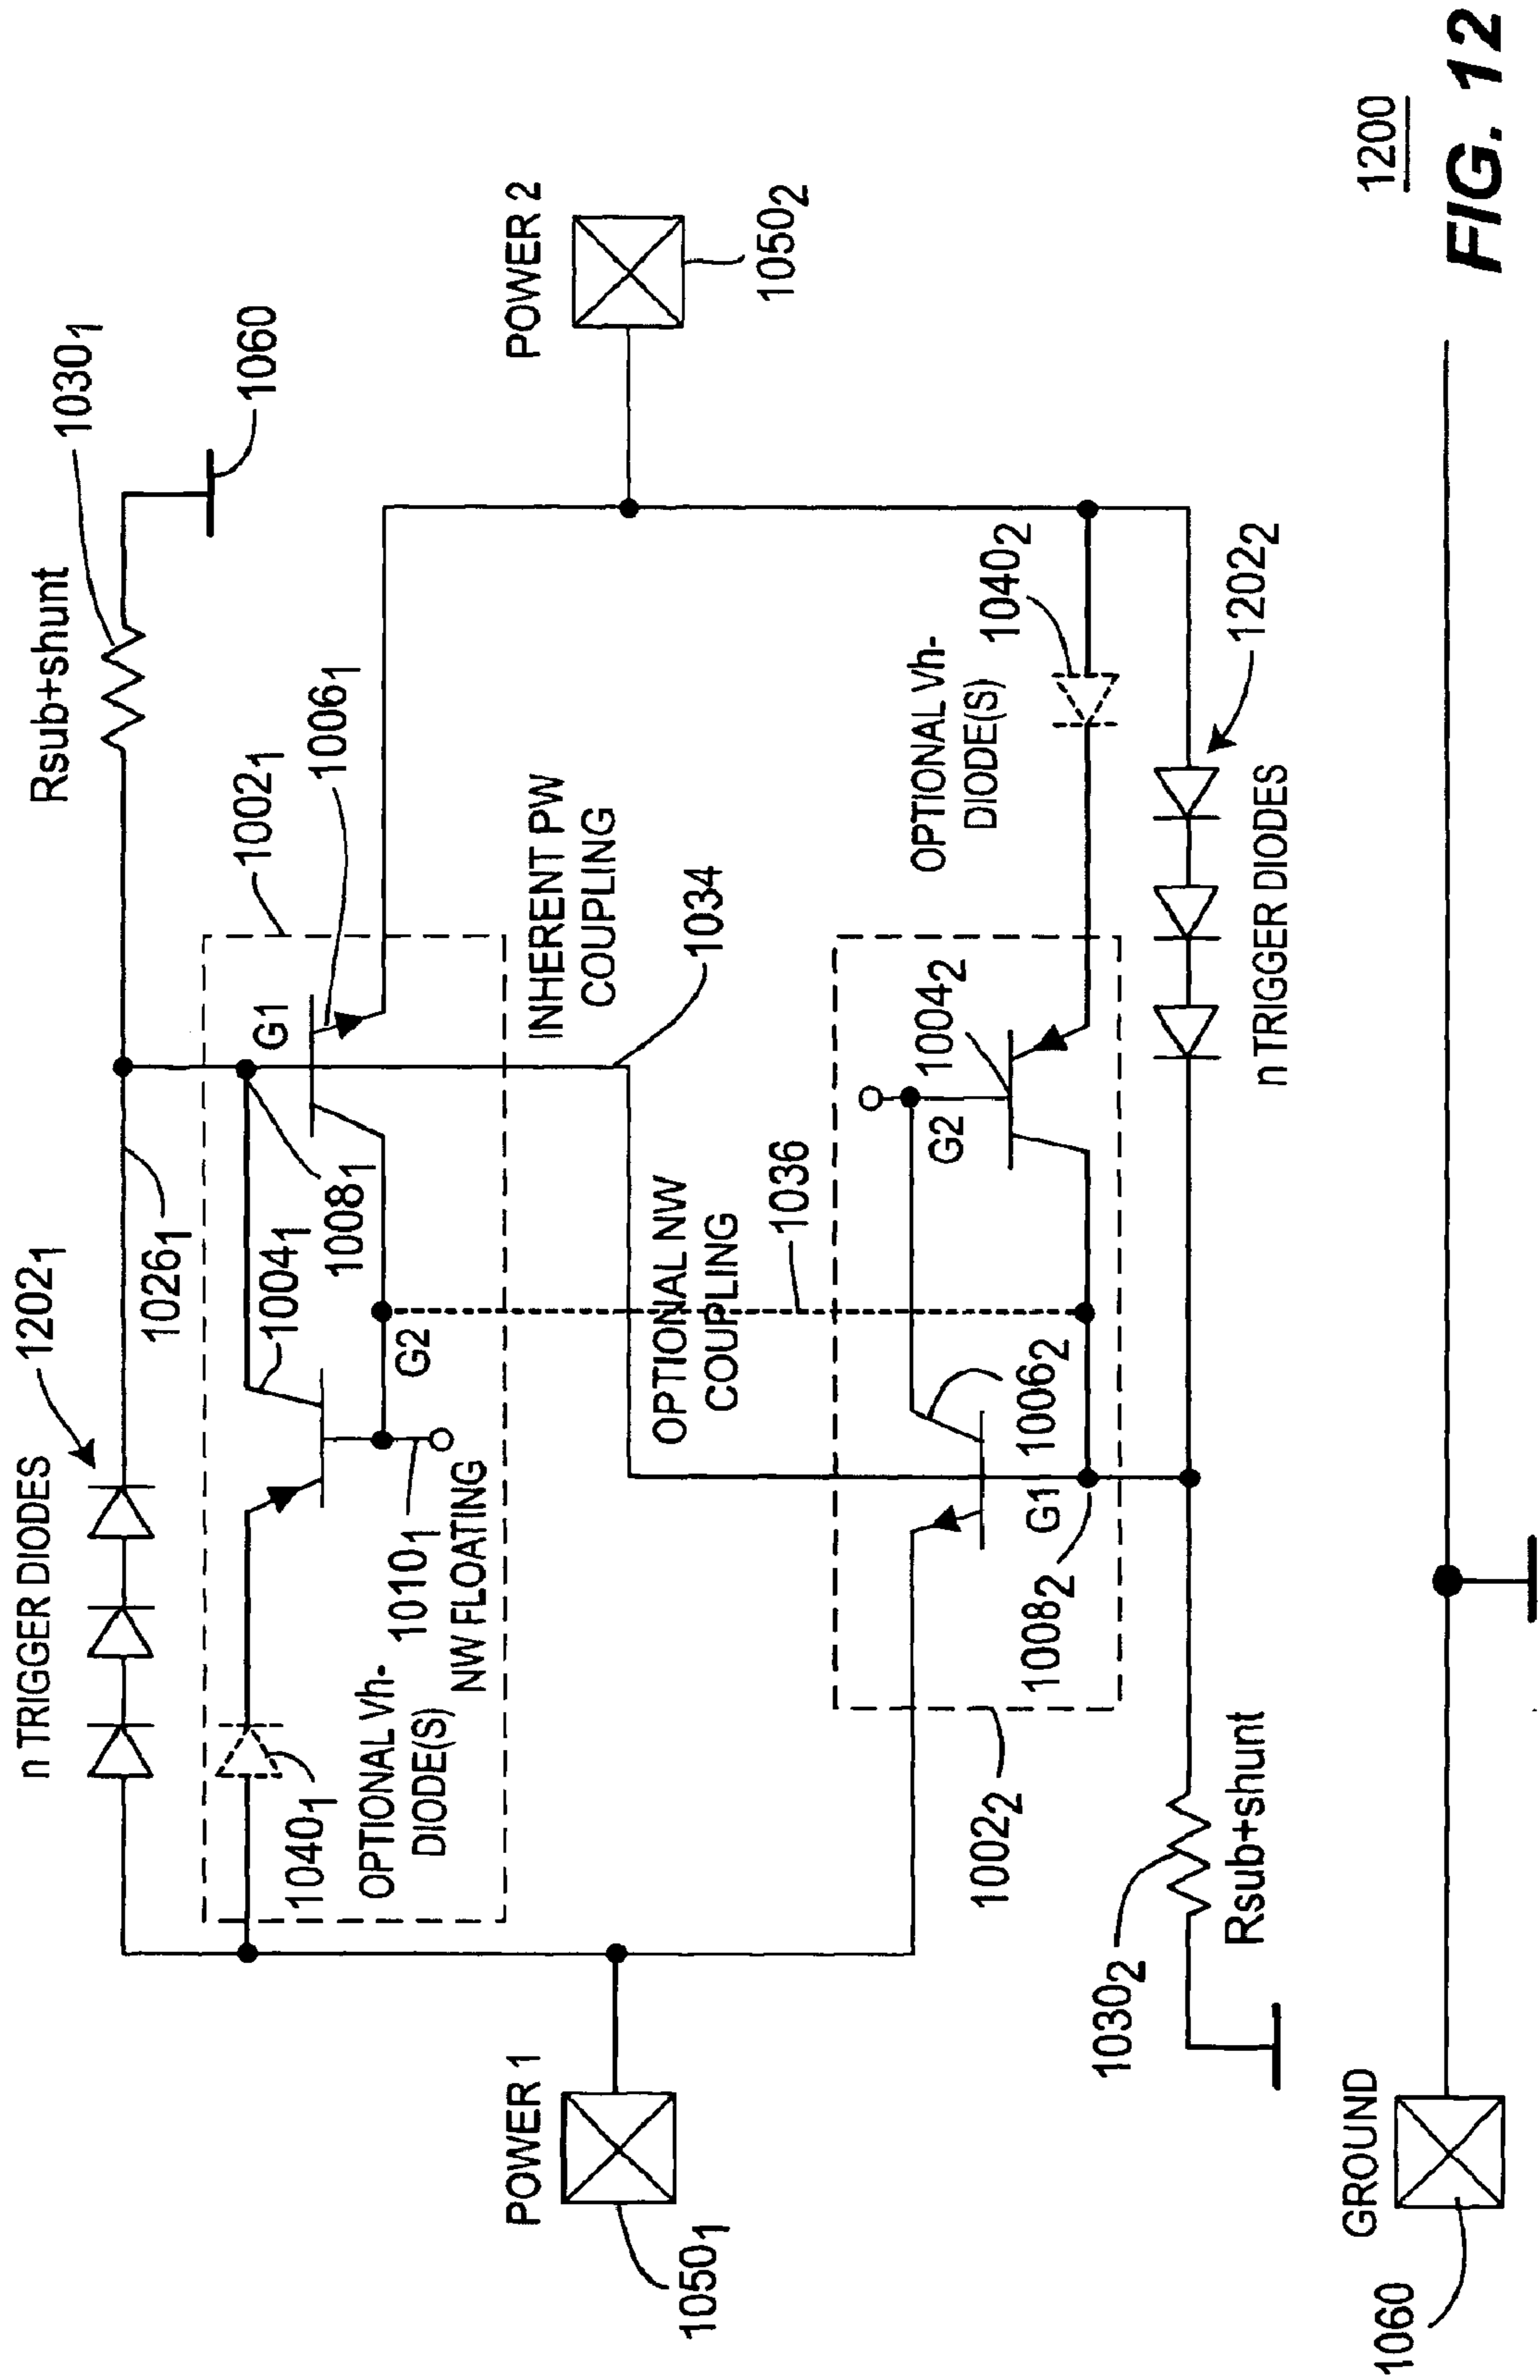 n TRIGGER DIODES
1202₁
1026₁
Rsub+shunt
1030₁
1060
1040₁
OPTIONAL Vh-
DIODE(S)
1010₁
NW FLOATING
1004₁
G2
1008₁
G1
1006₁
1002₁
POWER 1
1050₁
POWER 2
1050₂
INHERENT PW
COUPLING
1034
OPTIONAL NW
COUPLING
1036
1002₂
1008₂
G1
1006₂
G2
1004₂
OPTIONAL Vh-
DIODE(S)
1040₂
1202₂
n TRIGGER DIODES
1030₂
Rsub+shunt
GROUND
1060
1200
FIG. 12